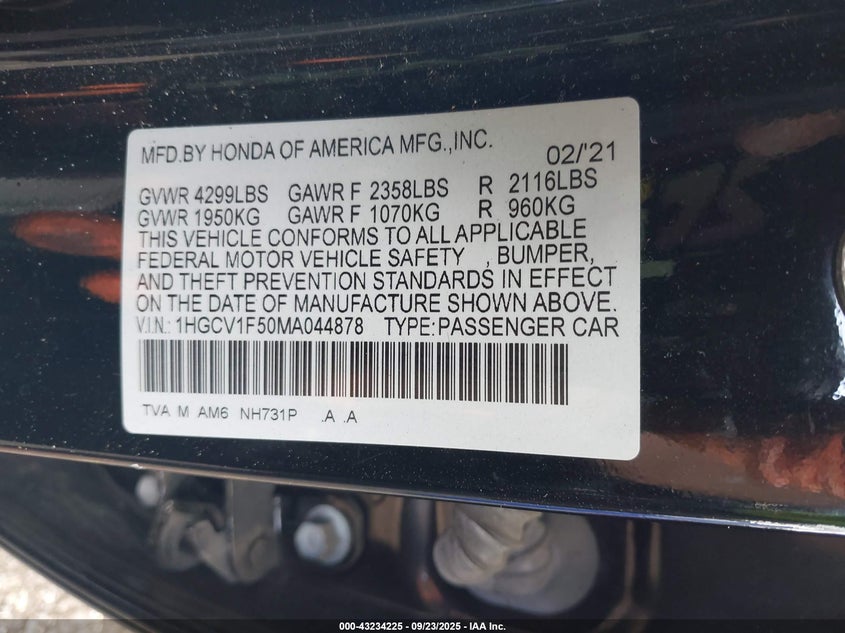 MFD.BY HONDA OF AMERICA MFG.,INC. 02/'21
GVWR 4299LBS GAWR F 2358LBS R 2116LBS
GVWR 1950KG GAWR F 1070KG R 960KG
THIS VEHICLE CONFORMS TO ALL APPLICABLE
FEDERAL MOTOR VEHICLE SAFETY , BUMPER,
AND THEFT PREVENTION STANDARDS IN EFFECT
ON THE DATE OF MANUFACTURE SHOWN ABOVE.
V.I.N.: 1HGCV1F50MA044878 TYPE:PASSENGER CAR
TVA M AM6 NH731P .A .A
000-43234225 - 09/23/2025 - IAA Inc.